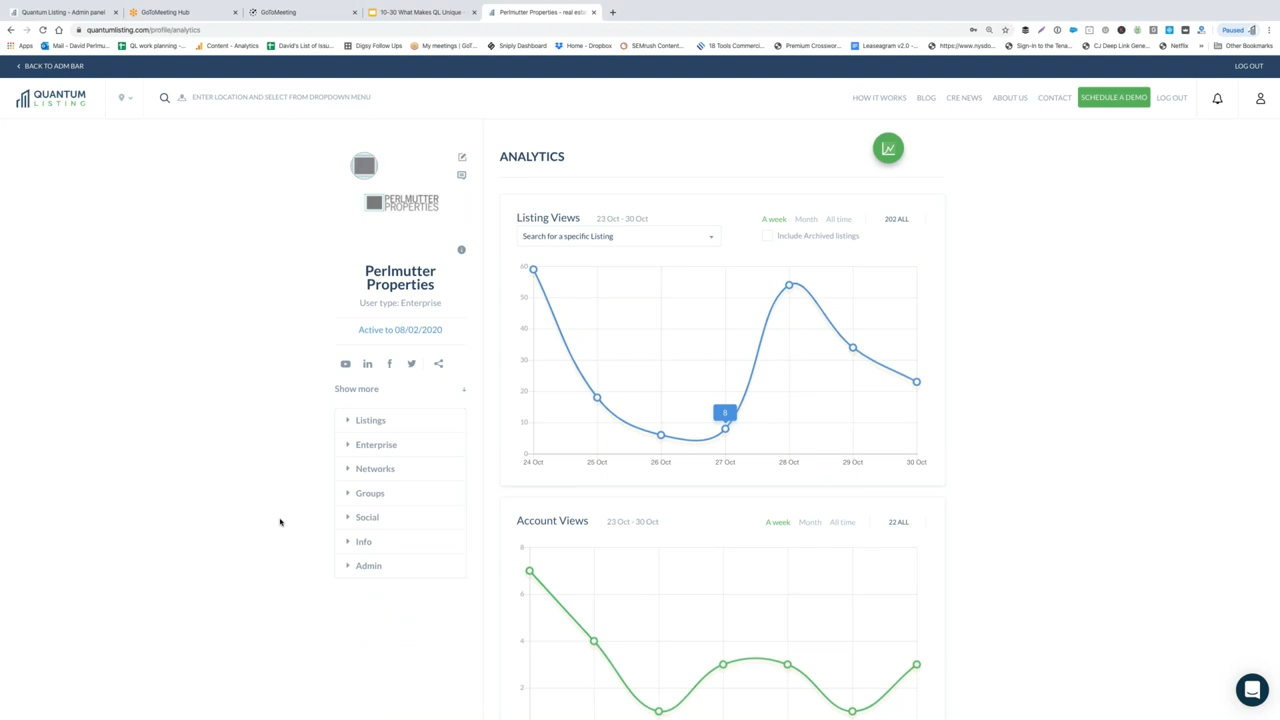 Quantum Listing - Admin panel
GoToMeeting Hub
GoToMeeting
10-30 What Makes QL Unique -
Perlmutter Properties - real esta
quantumlisting.com/profile/analytics
Paused
Apps
Mail - David Perlmu...
QL work planning -...
Content - Analytics
David's List of Issu...
Digsy Follow Ups
My meetings | GoT...
Sniply Dashboard
Home - Dropbox
SEMrush Content...
18 Tools Commerci...
Premium Crosswor...
Leaseagram v2.0 -...
https://www.nysdo...
Sign-In to the Tena...
CJ Deep Link Gene...
Netflix
»
Other Bookmarks
BACK TO ADM BAR
LOG OUT
QUANTUM
LISTING
ENTER LOCATION AND SELECT FROM DROPDOWN MENU
HOW IT WORKS
BLOG
CRE NEWS
ABOUT US
CONTACT
SCHEDULE A DEMO
LOG OUT
PERLMUTTER
PROPERTIES
Perlmutter
Properties
User type: Enterprise
Active to 08/02/2020
Show more
Listings
Enterprise
Networks
Groups
Social
Info
Admin
ANALYTICS
Listing Views
23 Oct - 30 Oct
A week
Month
All time
202 ALL
Search for a specific Listing
Include Archived listings
60
50
40
30
20
10
0
8
24 Oct
25 Oct
26 Oct
27 Oct
28 Oct
29 Oct
30 Oct
Account Views
23 Oct - 30 Oct
A week
Month
All time
22 ALL
8
6
4
2